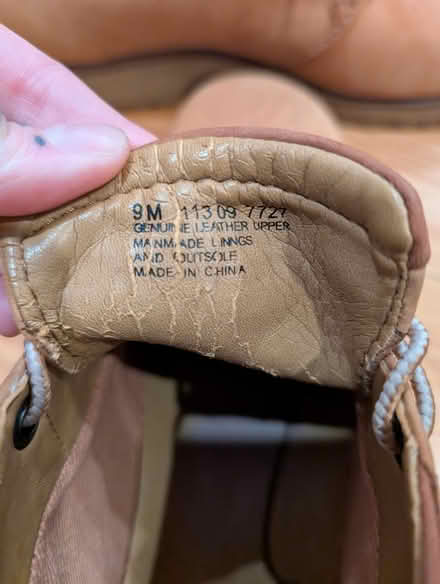 9M 11309 7727
GENUINE LEATHER UPPER
MANMADE LININGS
AND OUTSOLE
MADE IN CHINA